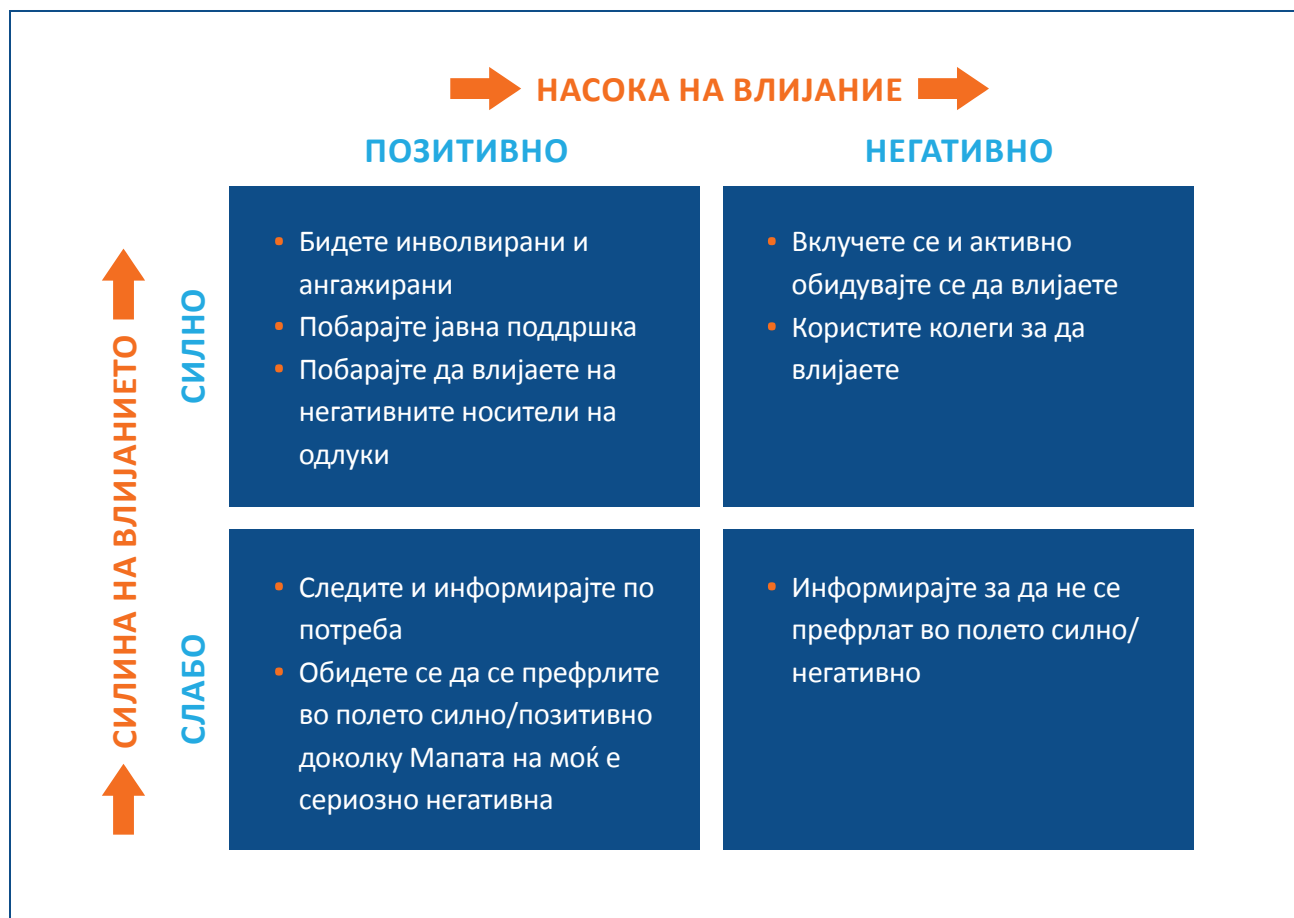 НАСОКА НА ВЛИЈАНИЕ
ПОЗИТИВНО
НЕГАТИВНО
СИЛИНА НА ВЛИЈАНИЕТО
СИЛНО
• Бидете инволвирани и
ангажирани
• Побарајте јавна поддршка
• Побарајте да влијаете на
негативните носители на
одлуки
• Вклучете се и активно
обидувајте се да влијаете
• Користите колеги за да
влијаете
СЛАБО
• Следите и информирајте по
потреба
• Обидете се да се префрлите
во полето силно/позитивно
доколку Мапата на моќ е
сериозно негативна
• Информирајте за да не се
префрлат во полето силно/
негативно